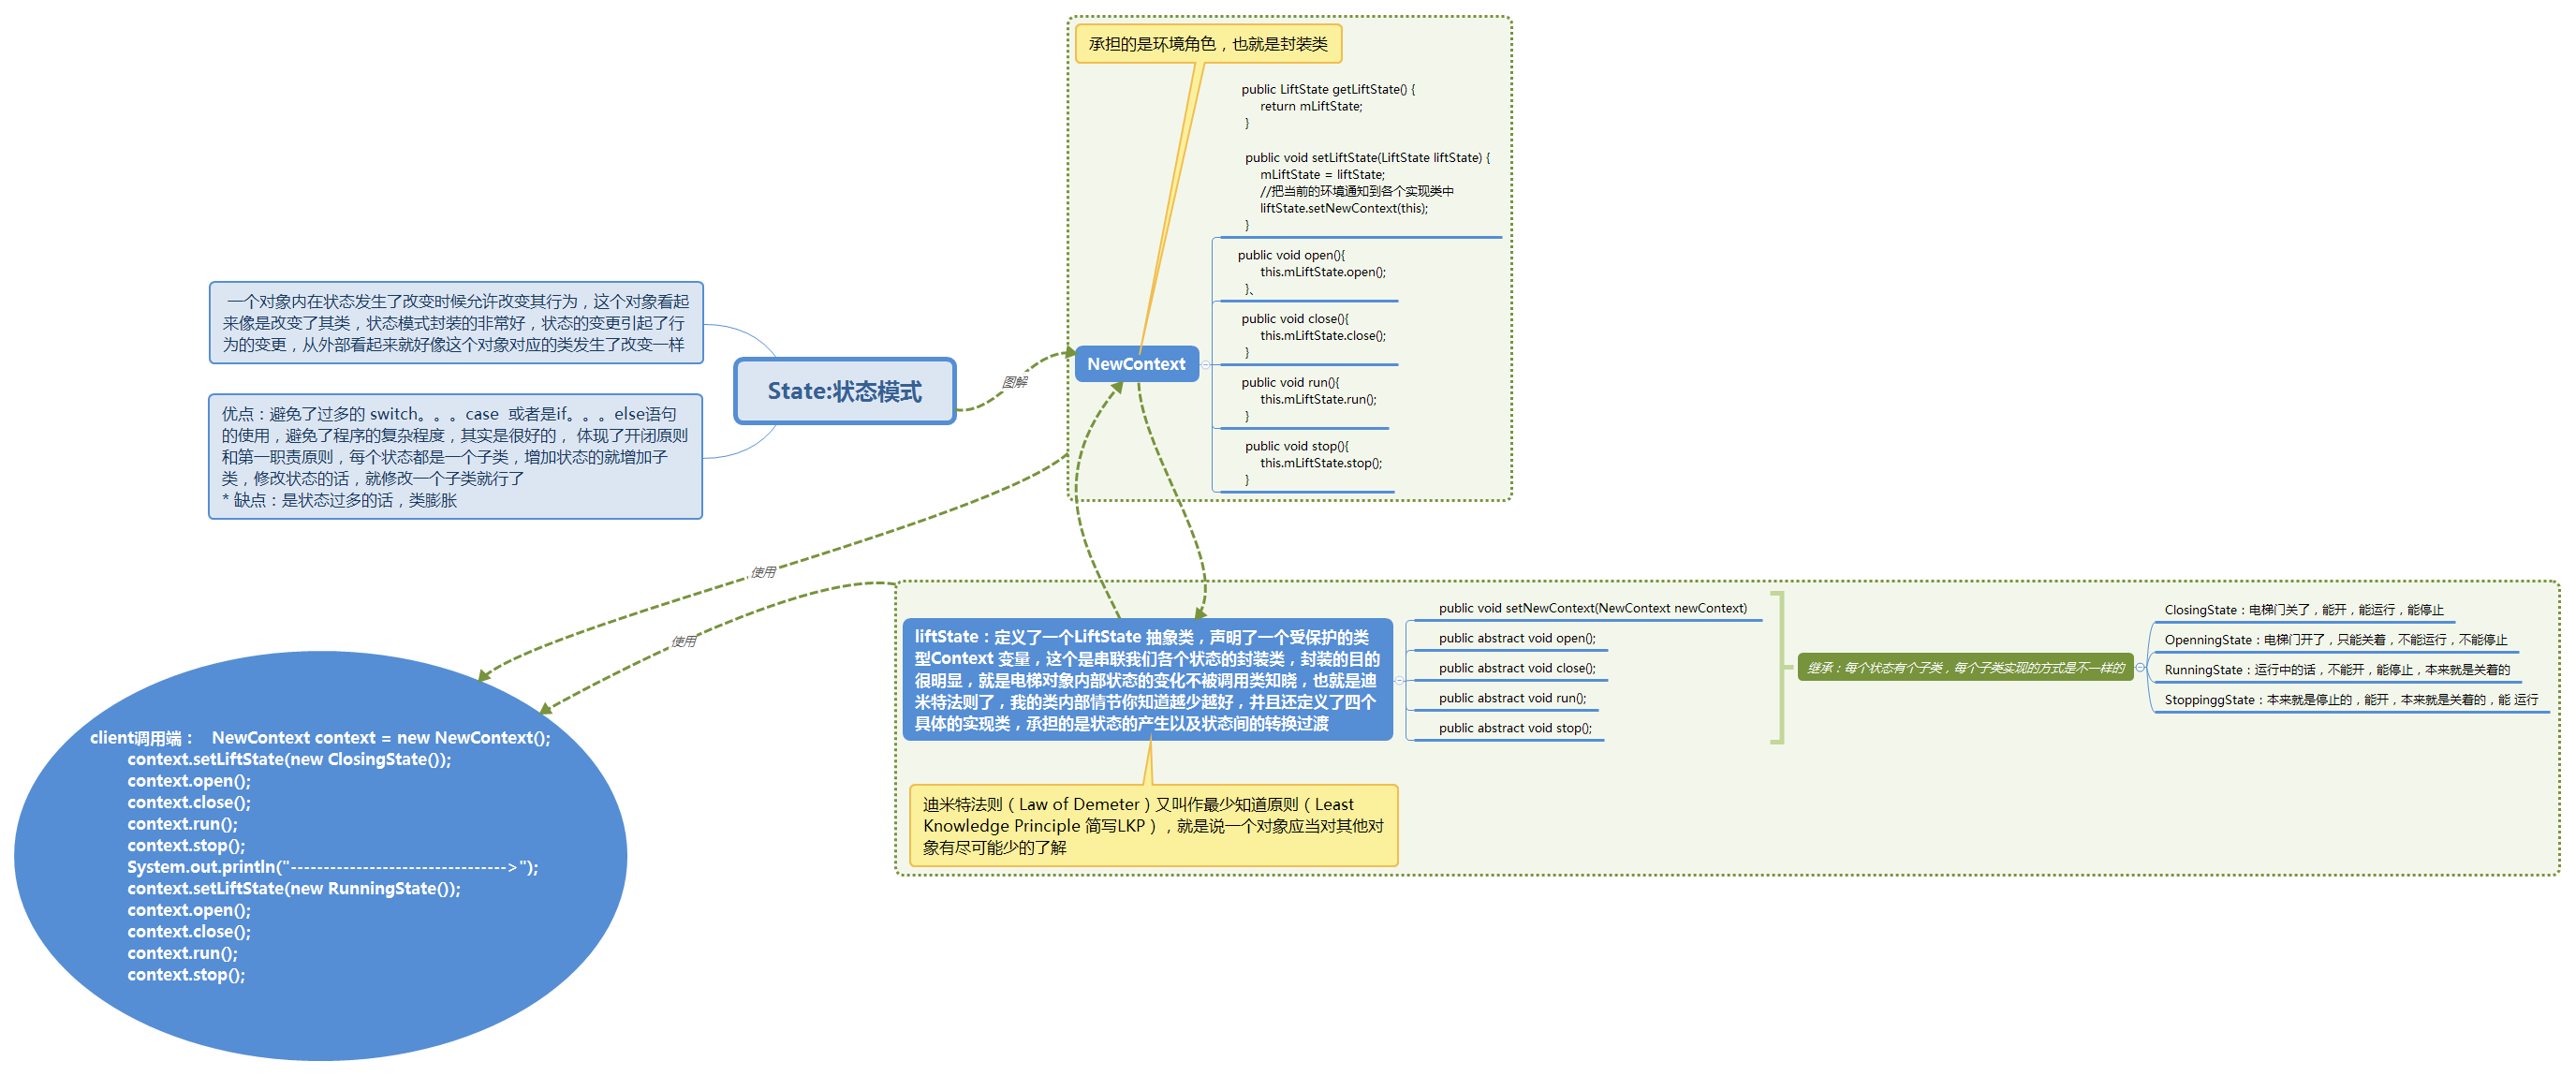 承担的是环境角色，也就是封装类
public LiftState getLiftState() {
return mLiftState;
}
public void setLiftState(LiftState liftState) {
mLiftState = liftState;
//把当前的环境通知到各个实现类中
liftState.setNewContext(this);
}
public void open(){
this.mLiftState.open();
}、
public void close(){
this.mLiftState.close();
}
public void run(){
this.mLiftState.run();
}
public void stop(){
this.mLiftState.stop();
}
NewContext
一个对象内在状态发生了改变时候允许改变其行为，这个对象看起
来像是改变了其类，状态模式封装的非常好，状态的变更引起了行
为的变更，从外部看起来就好像这个对象对应的类发生了改变一样
State:状态模式
图解
优点：避免了过多的 switch。。。case  或者是if。。。else语句
的使用，避免了程序的复杂程度，其实是很好的， 体现了开闭原则
和第一职责原则，每个状态都是一个子类，增加状态的就增加子
类，修改状态的话，就修改一个子类就行了
* 缺点：是状态过多的话，类膨胀
使用
使用
liftState：定义了一个LiftState 抽象类，声明了一个受保护的类
型Context 变量，这个是串联我们各个状态的封装类，封装的目的
很明显，就是电梯对象内部状态的变化不被调用类知晓，也就是迪
米特法则了，我的类内部情节你知道越少越好，并且还定义了四个
具体的实现类，承担的是状态的产生以及状态间的转换过渡
public void setNewContext(NewContext newContext)
public abstract void open();
public abstract void close();
public abstract void run();
public abstract void stop();
继承：每个状态有个子类，每个子类实现的方式是不一样的
ClosingState：电梯门关了，能开，能运行，能停止
OpenningState：电梯门开了，只能关着，不能运行，不能停止
RunningState：运行中的话，不能开，能停止，本来就是关着的
StoppinggState：本来就是停止的，能开，本来就是关着的，能 运行
迪米特法则（Law of Demeter）又叫作最少知道原则（Least
Knowledge Principle 简写LKP），就是说一个对象应当对其他对
象有尽可能少的了解
client调用端：   NewContext context = new NewContext();
context.setLiftState(new ClosingState());
context.open();
context.close();
context.run();
context.stop();
System.out.println("--------------------------------->");
context.setLiftState(new RunningState());
context.open();
context.close();
context.run();
context.stop();